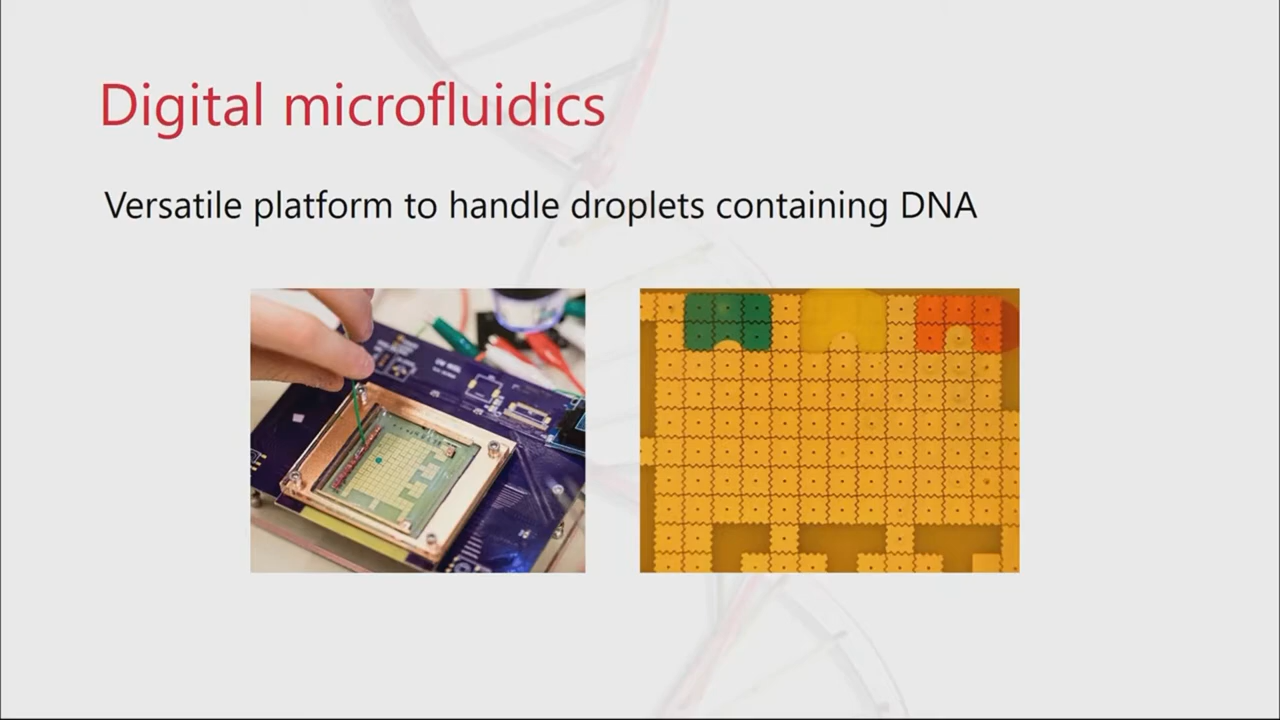 Digital microfluidics
Versatile platform to handle droplets containing DNA